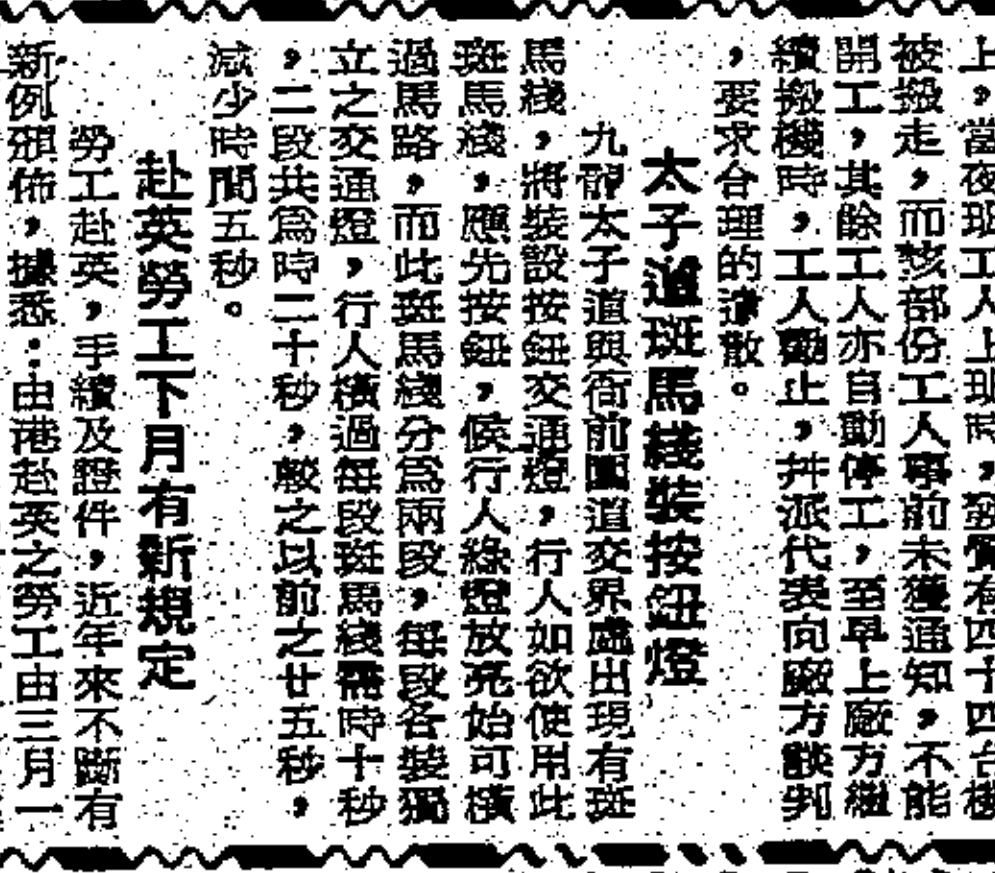 上，當夜班工人上班時，發覺有四十四台機
被搬走，而該部份工人事前未獲通知，不能
開工，其餘工人亦自動停工，至早上廠方繼
續搬機時，工人勸止，幷派代表向廠方談判
，要求合理的遣散。
太子道斑馬綫裝按鈕燈
九龍太子道與衙前圍道交界處出現有斑
馬綫，將裝設按鈕交通燈，行人如欲使用此
斑馬綫，應先按鈕，候行人綠燈放亮始可橫
過馬路，而此斑馬綫分爲兩段，每段各裝獨
立之交通燈，行人橫過每段斑馬綫需時十秒
，二段共爲時二十秒，較之以前之廿五秒，
減少時間五秒。
赴英勞工下月有新規定
勞工赴英，手續及證件，近年來不斷有
新例頒佈，據悉：由港赴英之勞工由三月一